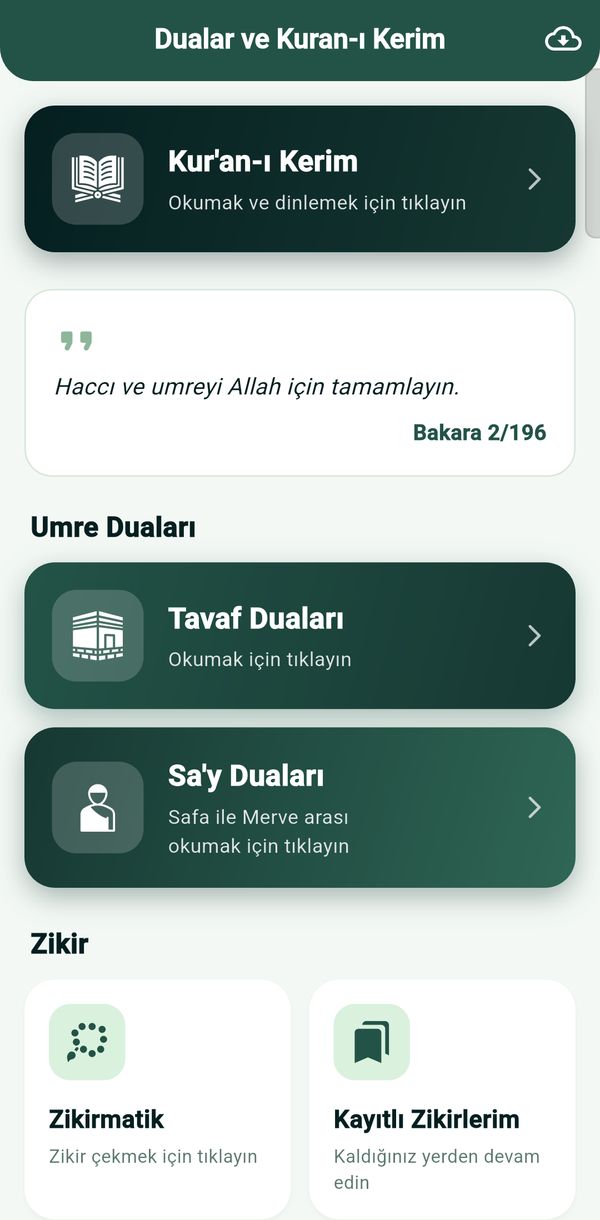 Dualar ve Kuran-ı Kerim
Kur'an-ı Kerim
Okumak ve dinlemek için tıklayın
Haccı ve umreyi Allah için tamamlayın.
Bakara 2/196
Umre Duaları
Tavaf Duaları
Okumak için tıklayın
Sa'y Duaları
Safa ile Merve arası
okumak için tıklayın
Zikir
Zikirmatik
Zikir çekmek için tıklayın
Kayıtlı Zikirlerim
Kaldığınız yerden devam
edin